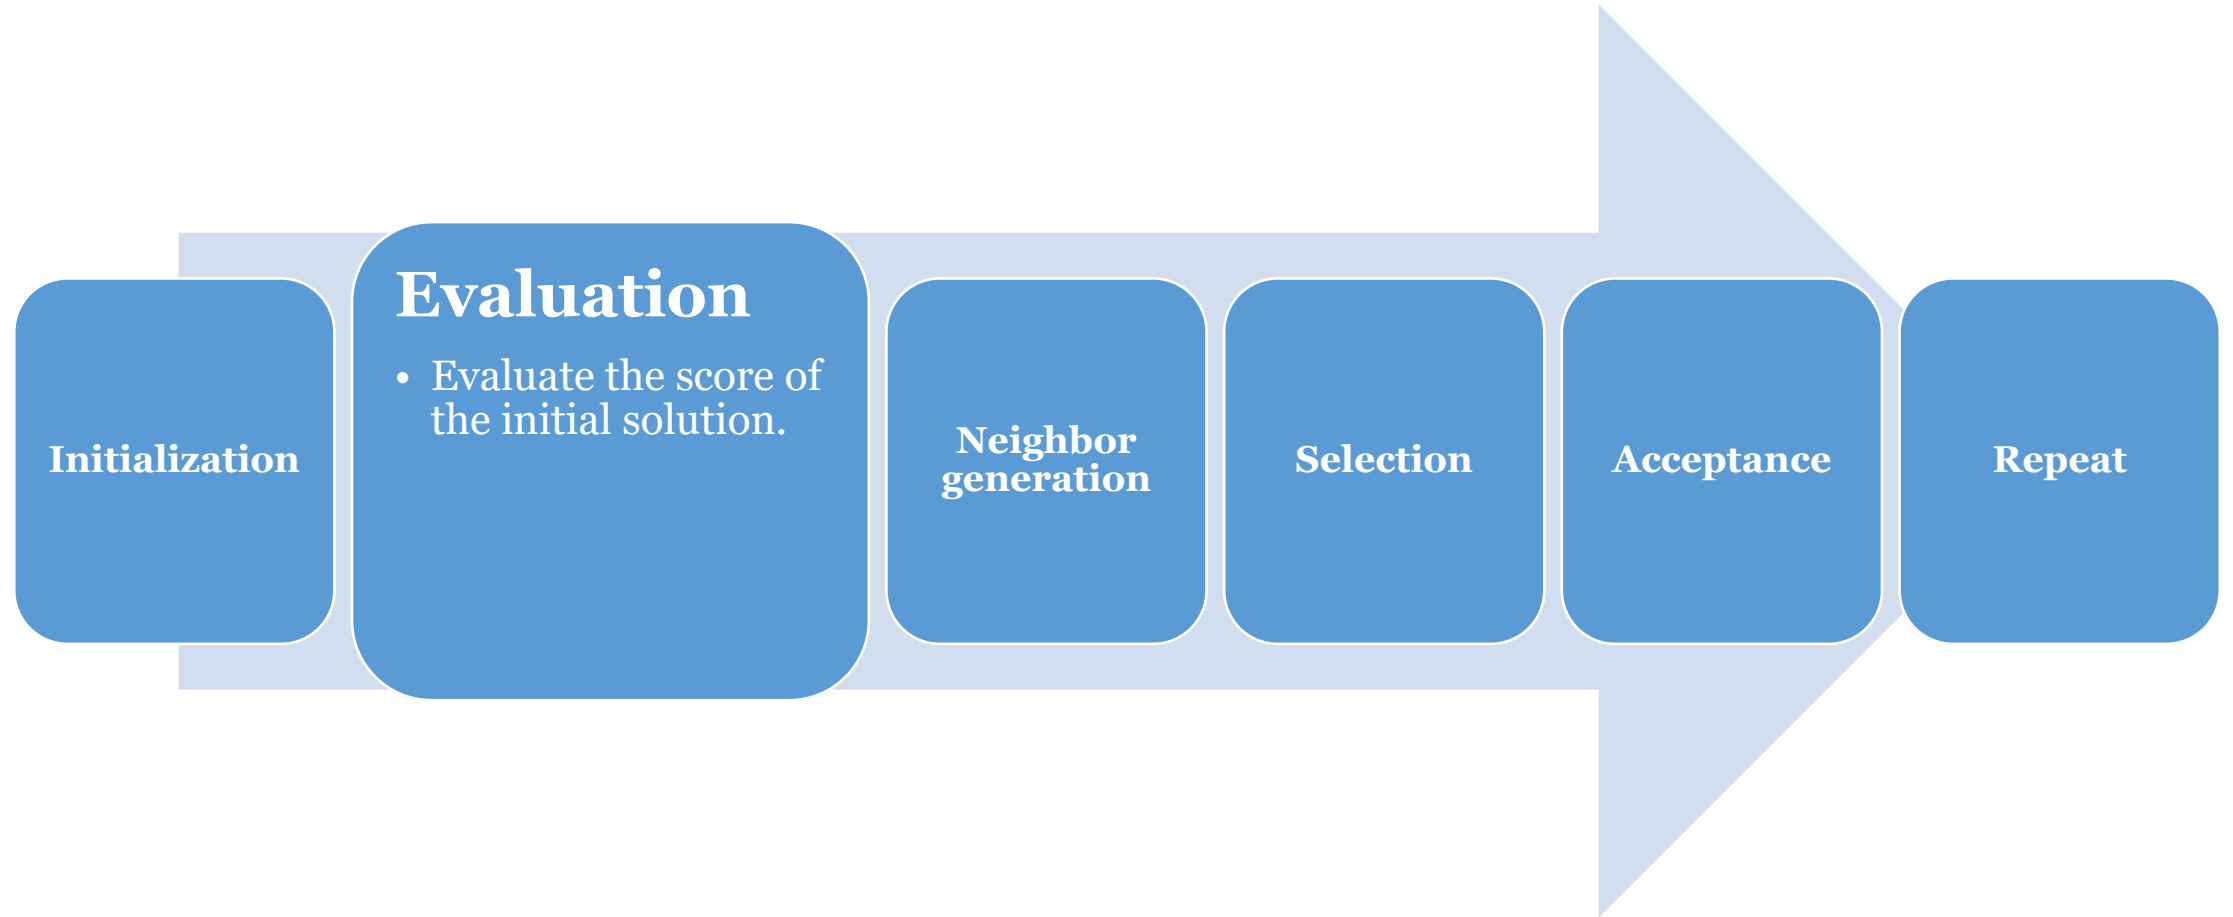 Initialization
Evaluation
• Evaluate the score of
the initial solution.
Neighbor
generation
Selection
Acceptance
Repeat